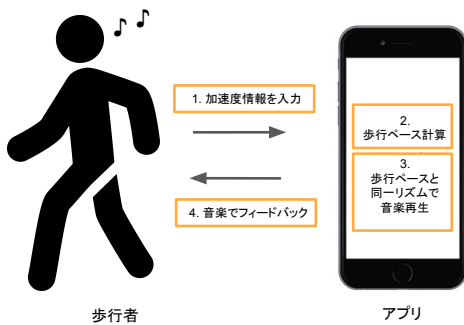 1. 加速度情報を入力
2.
歩行ペース計算
3.
歩行ペースと
同一リズムで
音楽再生
4. 音楽でフィードバック
歩行者
アプリ